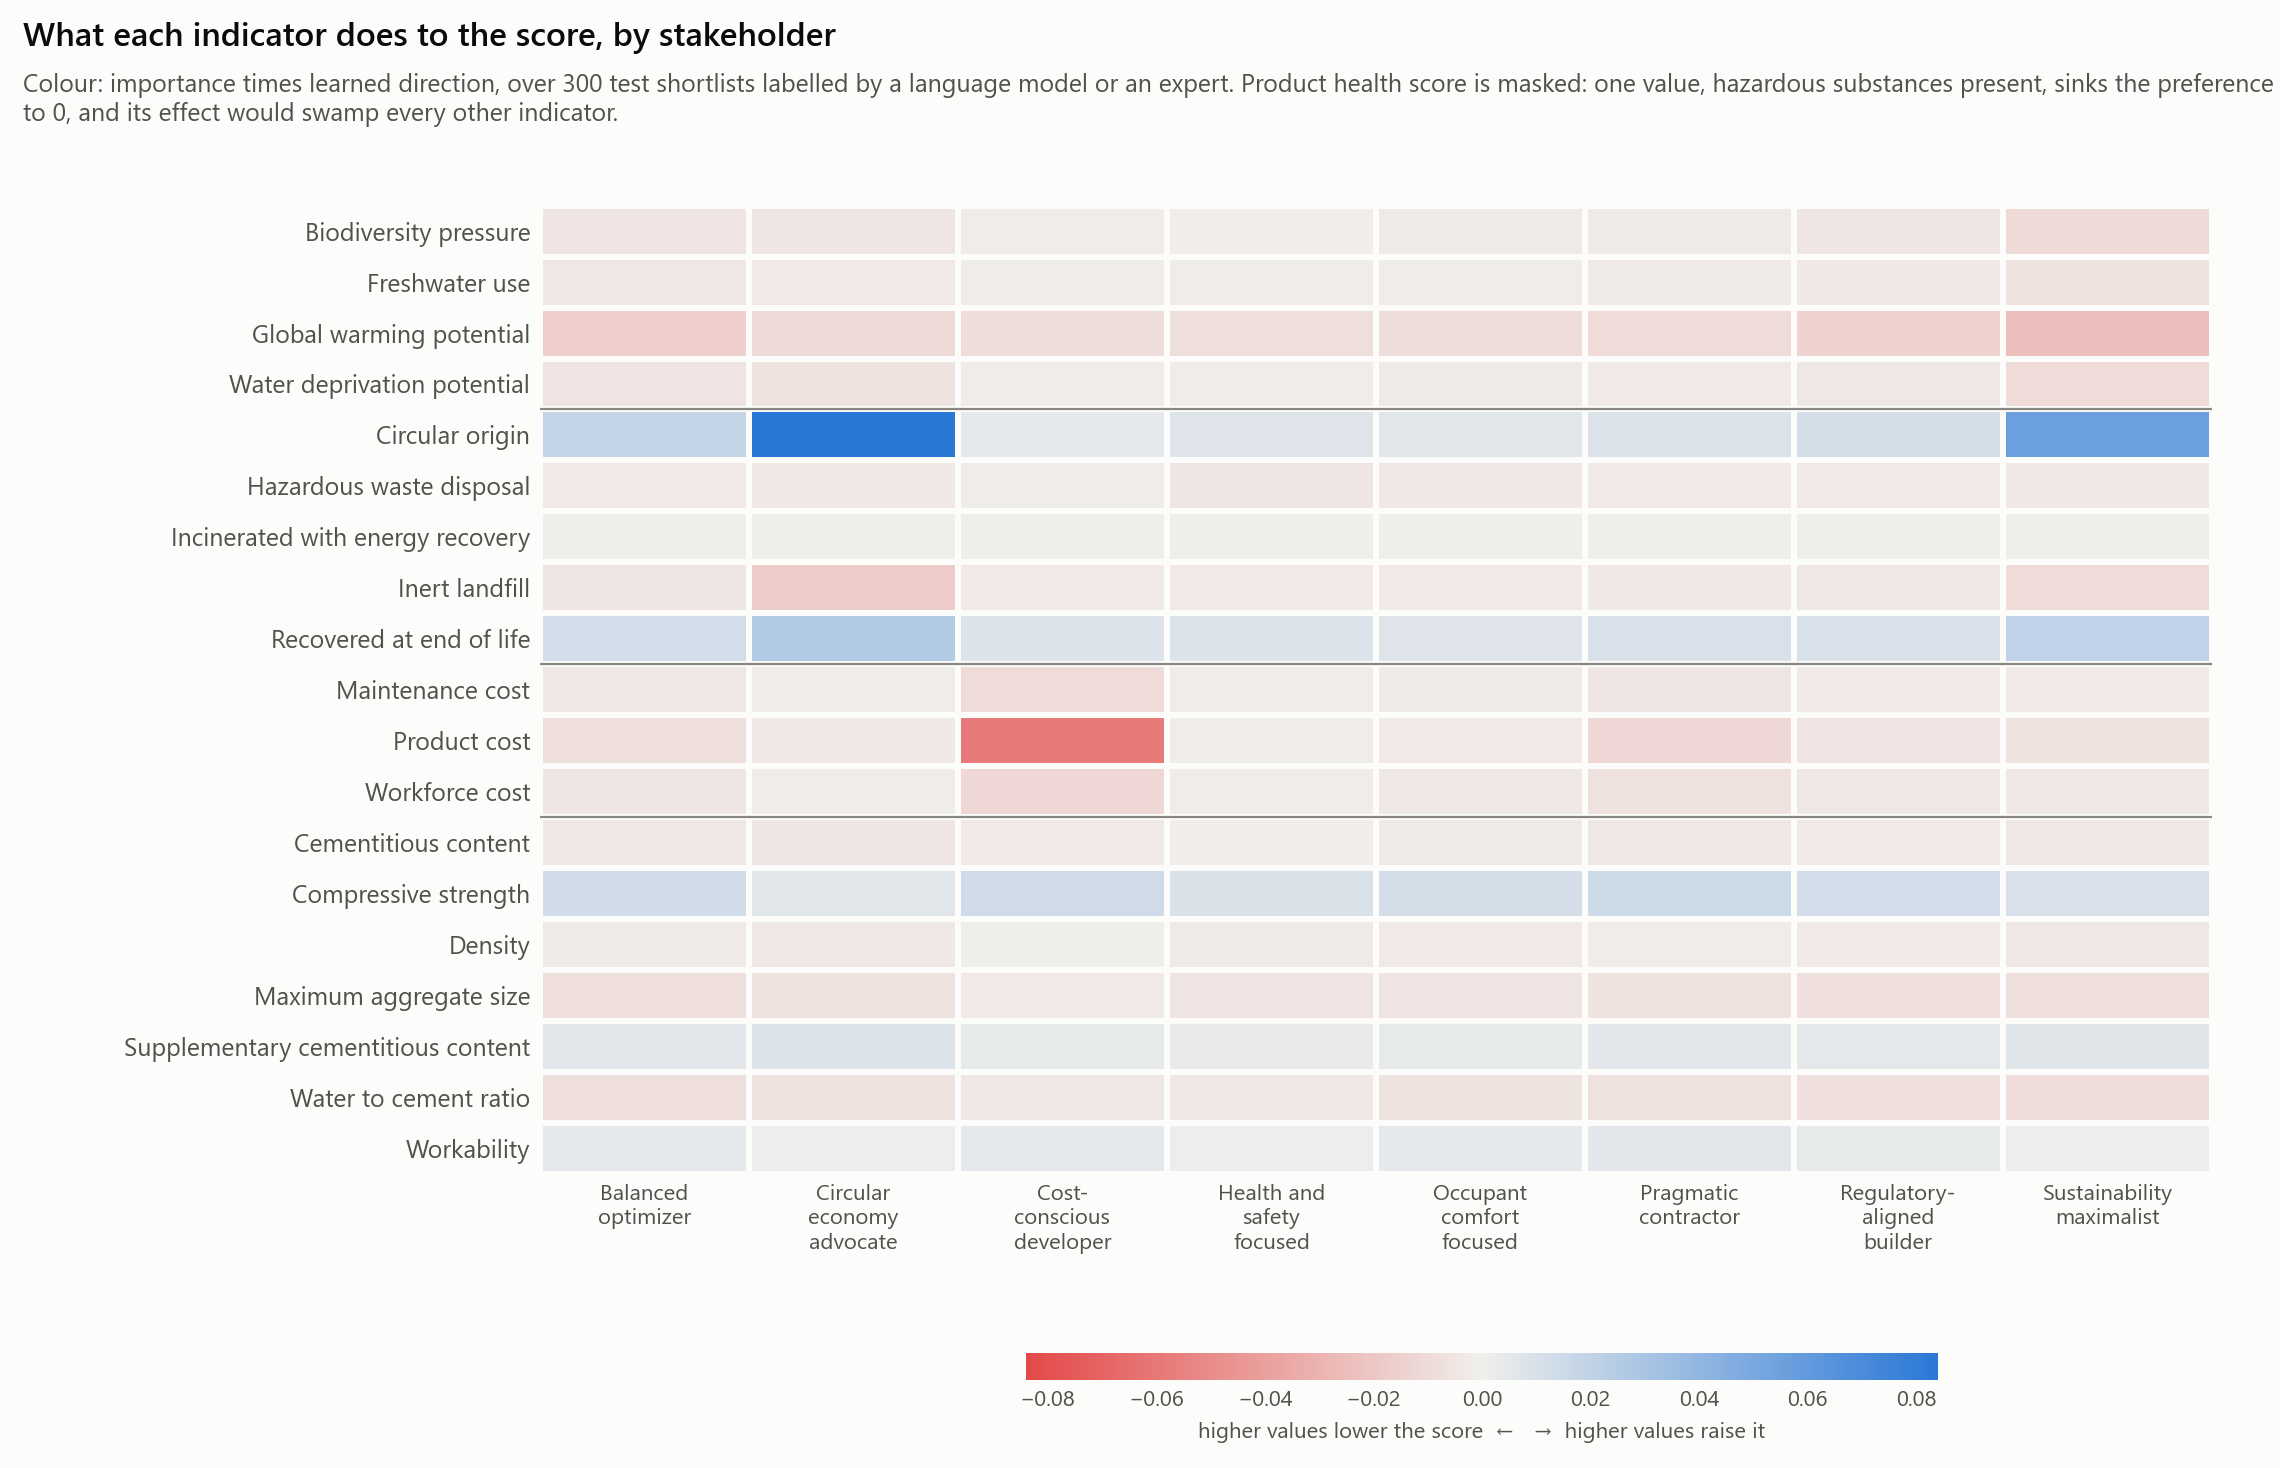 What each indicator does to the score, by stakeholder
Colour: importance times learned direction, over 300 test shortlists labelled by a language model or an expert. Product health score is masked: one value, hazardous substances present, sinks the preference
to 0, and its effect would swamp every other indicator.
Biodiversity pressure
Freshwater use
Global warming potential
Water deprivation potential
Circular origin
Hazardous waste disposal
Incinerated with energy recovery
Inert landfill
Recovered at end of life
Maintenance cost
Product cost
Workforce cost
Cementitious content
Compressive strength
Density
Maximum aggregate size
Supplementary cementitious content
Water to cement ratio
Workability
Balanced
optimizer
Circular
economy
advocate
Cost-
conscious
developer
Health and
safety
focused
Occupant
comfort
focused
Pragmatic
contractor
Regulatory-
aligned
builder
Sustainability
maximalist
−0.08 −0.06 −0.04 −0.02 0.00 0.02 0.04 0.06 0.08
higher values lower the score ← → higher values raise it